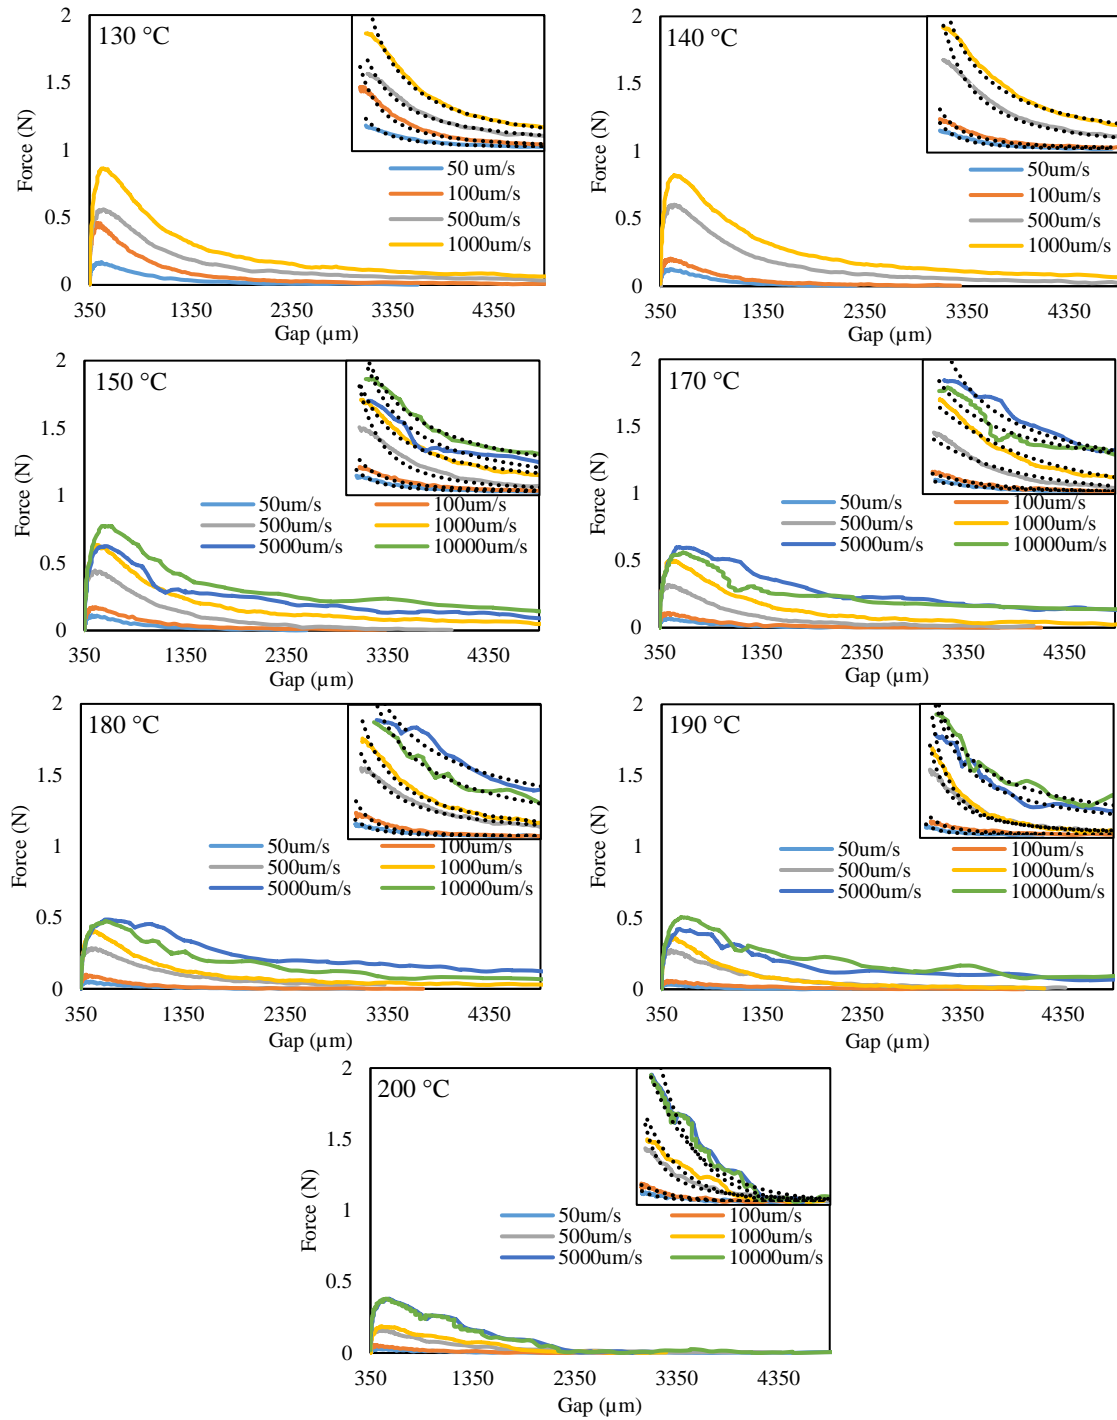 130 °C
2
1.5
1
0.5
0
Force (N)
50 um/s
100um/s
500um/s
1000um/s
350 1350 2350 3350 4350
Gap (µm)
140 °C
2
1.5
1
0.5
0
Force (N)
50um/s
100um/s
500um/s
1000um/s
350 1350 2350 3350 4350
Gap (µm)
150 °C
2
1.5
1
0.5
0
Force (N)
50um/s 100um/s
500um/s 1000um/s
5000um/s 10000um/s
350 1350 2350 3350 4350
Gap (µm)
170 °C
2
1.5
1
0.5
0
Force (N)
50um/s 100um/s
500um/s 1000um/s
5000um/s 10000um/s
350 1350 2350 3350 4350
Gap (µm)
180 °C
2
1.5
1
0.5
0
Force (N)
50um/s 100um/s
500um/s 1000um/s
5000um/s 10000um/s
350 1350 2350 3350 4350
Gap (µm)
190 °C
2
1.5
1
0.5
0
Force (N)
50um/s 100um/s
500um/s 1000um/s
5000um/s 10000um/s
350 1350 2350 3350 4350
Gap (µm)
200 °C
2
1.5
1
0.5
0
Force (N)
50um/s 100um/s
500um/s 1000um/s
5000um/s 10000um/s
350 1350 2350 3350 4350
Gap (µm)